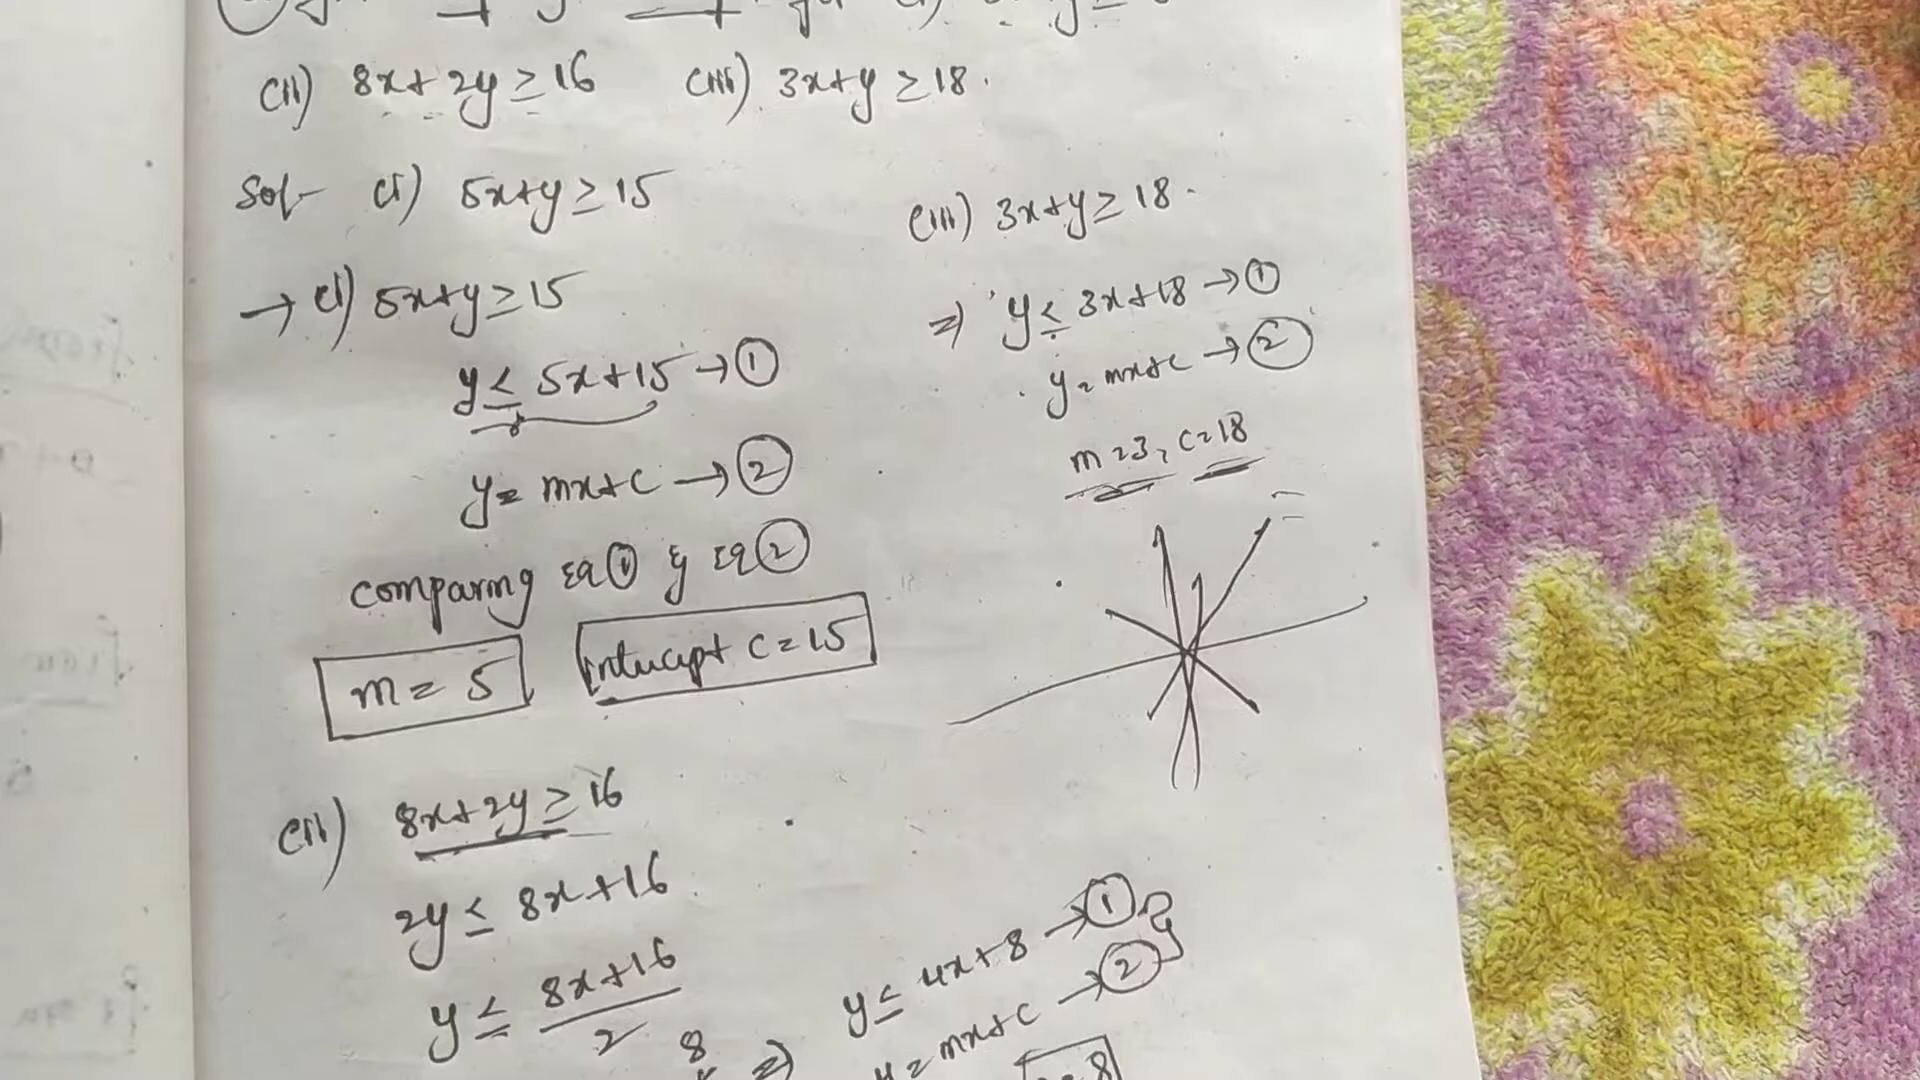 (ii) 8x+2y ≥ 16 (iii) 3x+y ≥ 18.
Sol- (i) 5x+y ≥ 15
→ (i) 5x+y ≥ 15
y ≤ 5x+15 → ①
y = mx+c → ②
comparing Eq ① & Eq ②
m = 5 intercept c = 15
(ii) 8x+2y ≥ 16
2y ≤ 8x+16
y ≤ 8x+16
2
8
(iii) 3x+y ≥ 18.
⇒ y ≤ 3x+18 → ①
y = mx+c → ②
m=3, c=18
⇒ y ≤ 4x+8 → ①
y = mx+c → ②
= 8